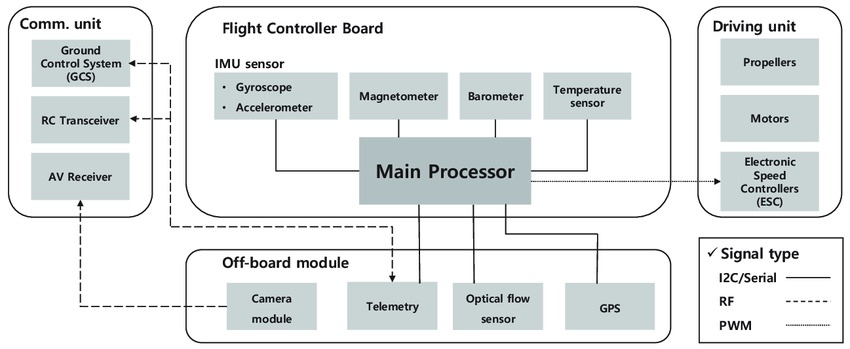 Comm. unit
Ground
Control System
(GCS)
RC Transceiver
AV Receiver
Flight Controller Board
IMU sensor
• Gyroscope
• Accelerometer
Magnetometer
Barometer
Temperature
sensor
Main Processor
Driving unit
Propellers
Motors
Electronic
Speed
Controllers
(ESC)
Off-board module
Camera
module
Telemetry
Optical flow
sensor
GPS
✓ Signal type
I2C/Serial
RF
PWM